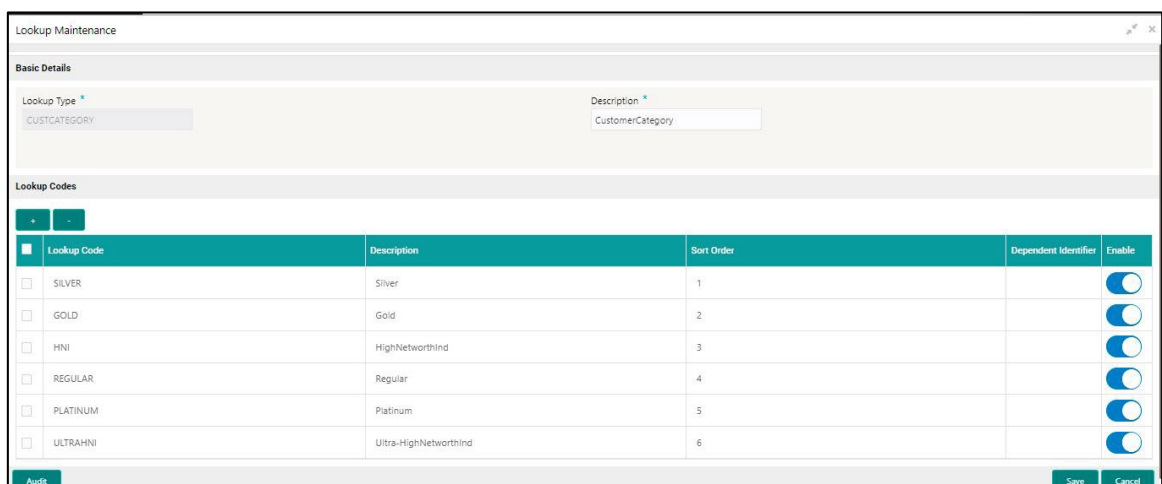 Lookup Maintenance
Basic Details
Lookup Type * Description *
CUSTCATEGORY CustomerCategory
Lookup Codes
+ -
Lookup Code Description Sort Order Dependent Identifier Enable
SILVER Silver 1
GOLD Gold 2
HNI HighNetworthInd 3
REGULAR Regular 4
PLATINUM Platinum 5
ULTRAHNI Ultra-HighNetworthInd 6
Audit Save Cancel